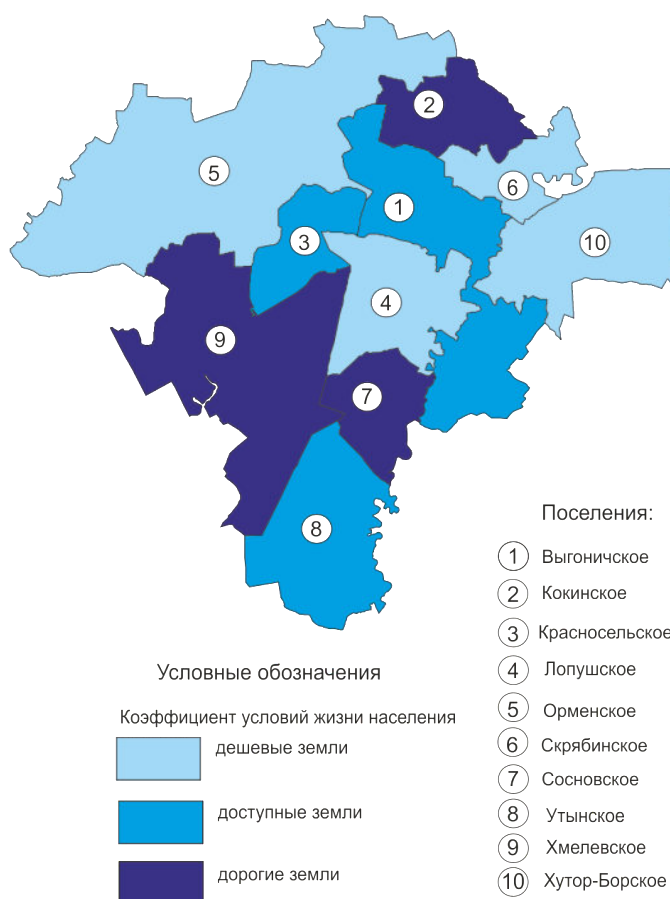 2
5
6
1
3
10
4
9
7
8
Поселения:
1 Выгоничское
2 Кокинское
3 Красносельское
4 Лопушское
5 Орменское
6 Скрябинское
7 Сосновское
8 Утынское
9 Хмелевское
10 Хутор-Борское
Условные обозначения
Коэффициент условий жизни населения
дешевые земли
доступные земли
дорогие земли